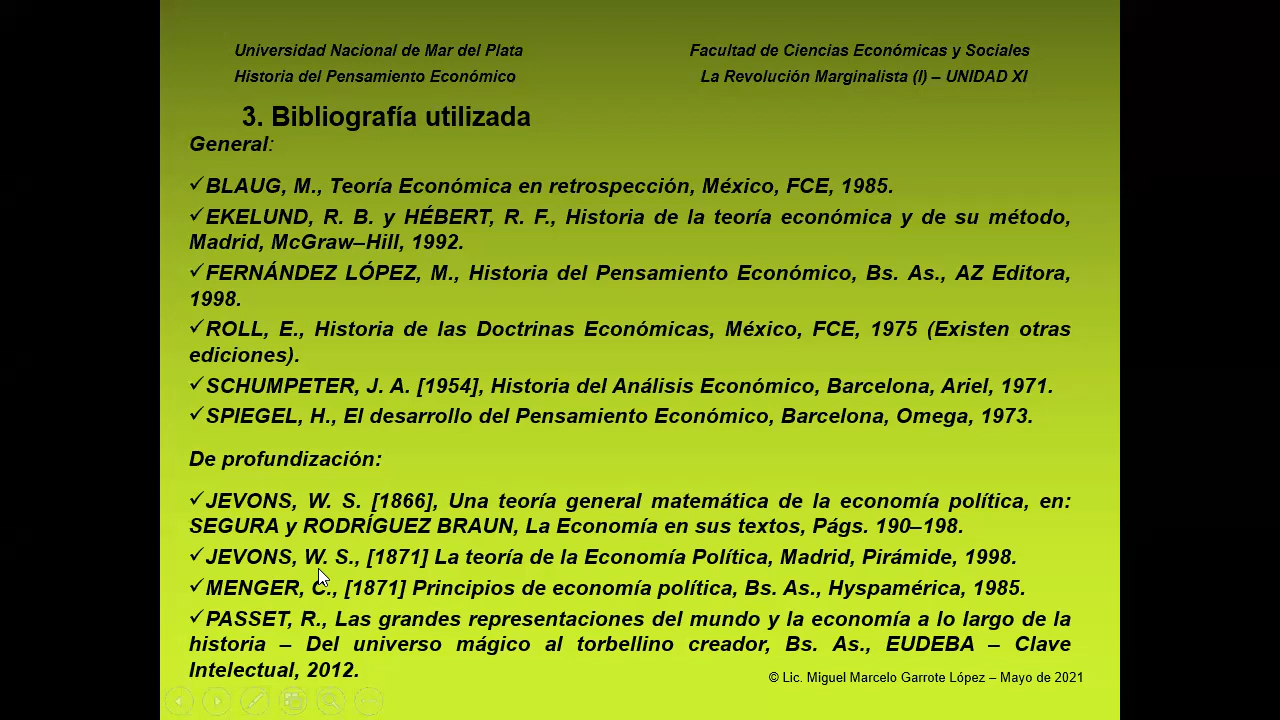 Universidad Nacional de Mar del Plata
Facultad de Ciencias Económicas y Sociales
Historia del Pensamiento Económico
La Revolución Marginalista (I) – UNIDAD XI
3. Bibliografía utilizada
General:
✓BLAUG, M., Teoría Económica en retrospección, México, FCE, 1985.
✓EKELUND, R. B. y HÉBERT, R. F., Historia de la teoría económica y de su método,
Madrid, McGraw–Hill, 1992.
✓FERNÁNDEZ LÓPEZ, M., Historia del Pensamiento Económico, Bs. As., AZ Editora,
1998.
✓ROLL, E., Historia de las Doctrinas Económicas, México, FCE, 1975 (Existen otras
ediciones).
✓SCHUMPETER, J. A. [1954], Historia del Análisis Económico, Barcelona, Ariel, 1971.
✓SPIEGEL, H., El desarrollo del Pensamiento Económico, Barcelona, Omega, 1973.
De profundización:
✓JEVONS, W. S. [1866], Una teoría general matemática de la economía política, en:
SEGURA y RODRÍGUEZ BRAUN, La Economía en sus textos, Págs. 190–198.
✓JEVONS, W. S., [1871] La teoría de la Economía Política, Madrid, Pirámide, 1998.
✓MENGER, C., [1871] Principios de economía política, Bs. As., Hyspamérica, 1985.
✓PASSET, R., Las grandes representaciones del mundo y la economía a lo largo de la
historia – Del universo mágico al torbellino creador, Bs. As., EUDEBA – Clave
Intelectual, 2012.
© Lic. Miguel Marcelo Garrote López – Mayo de 2021